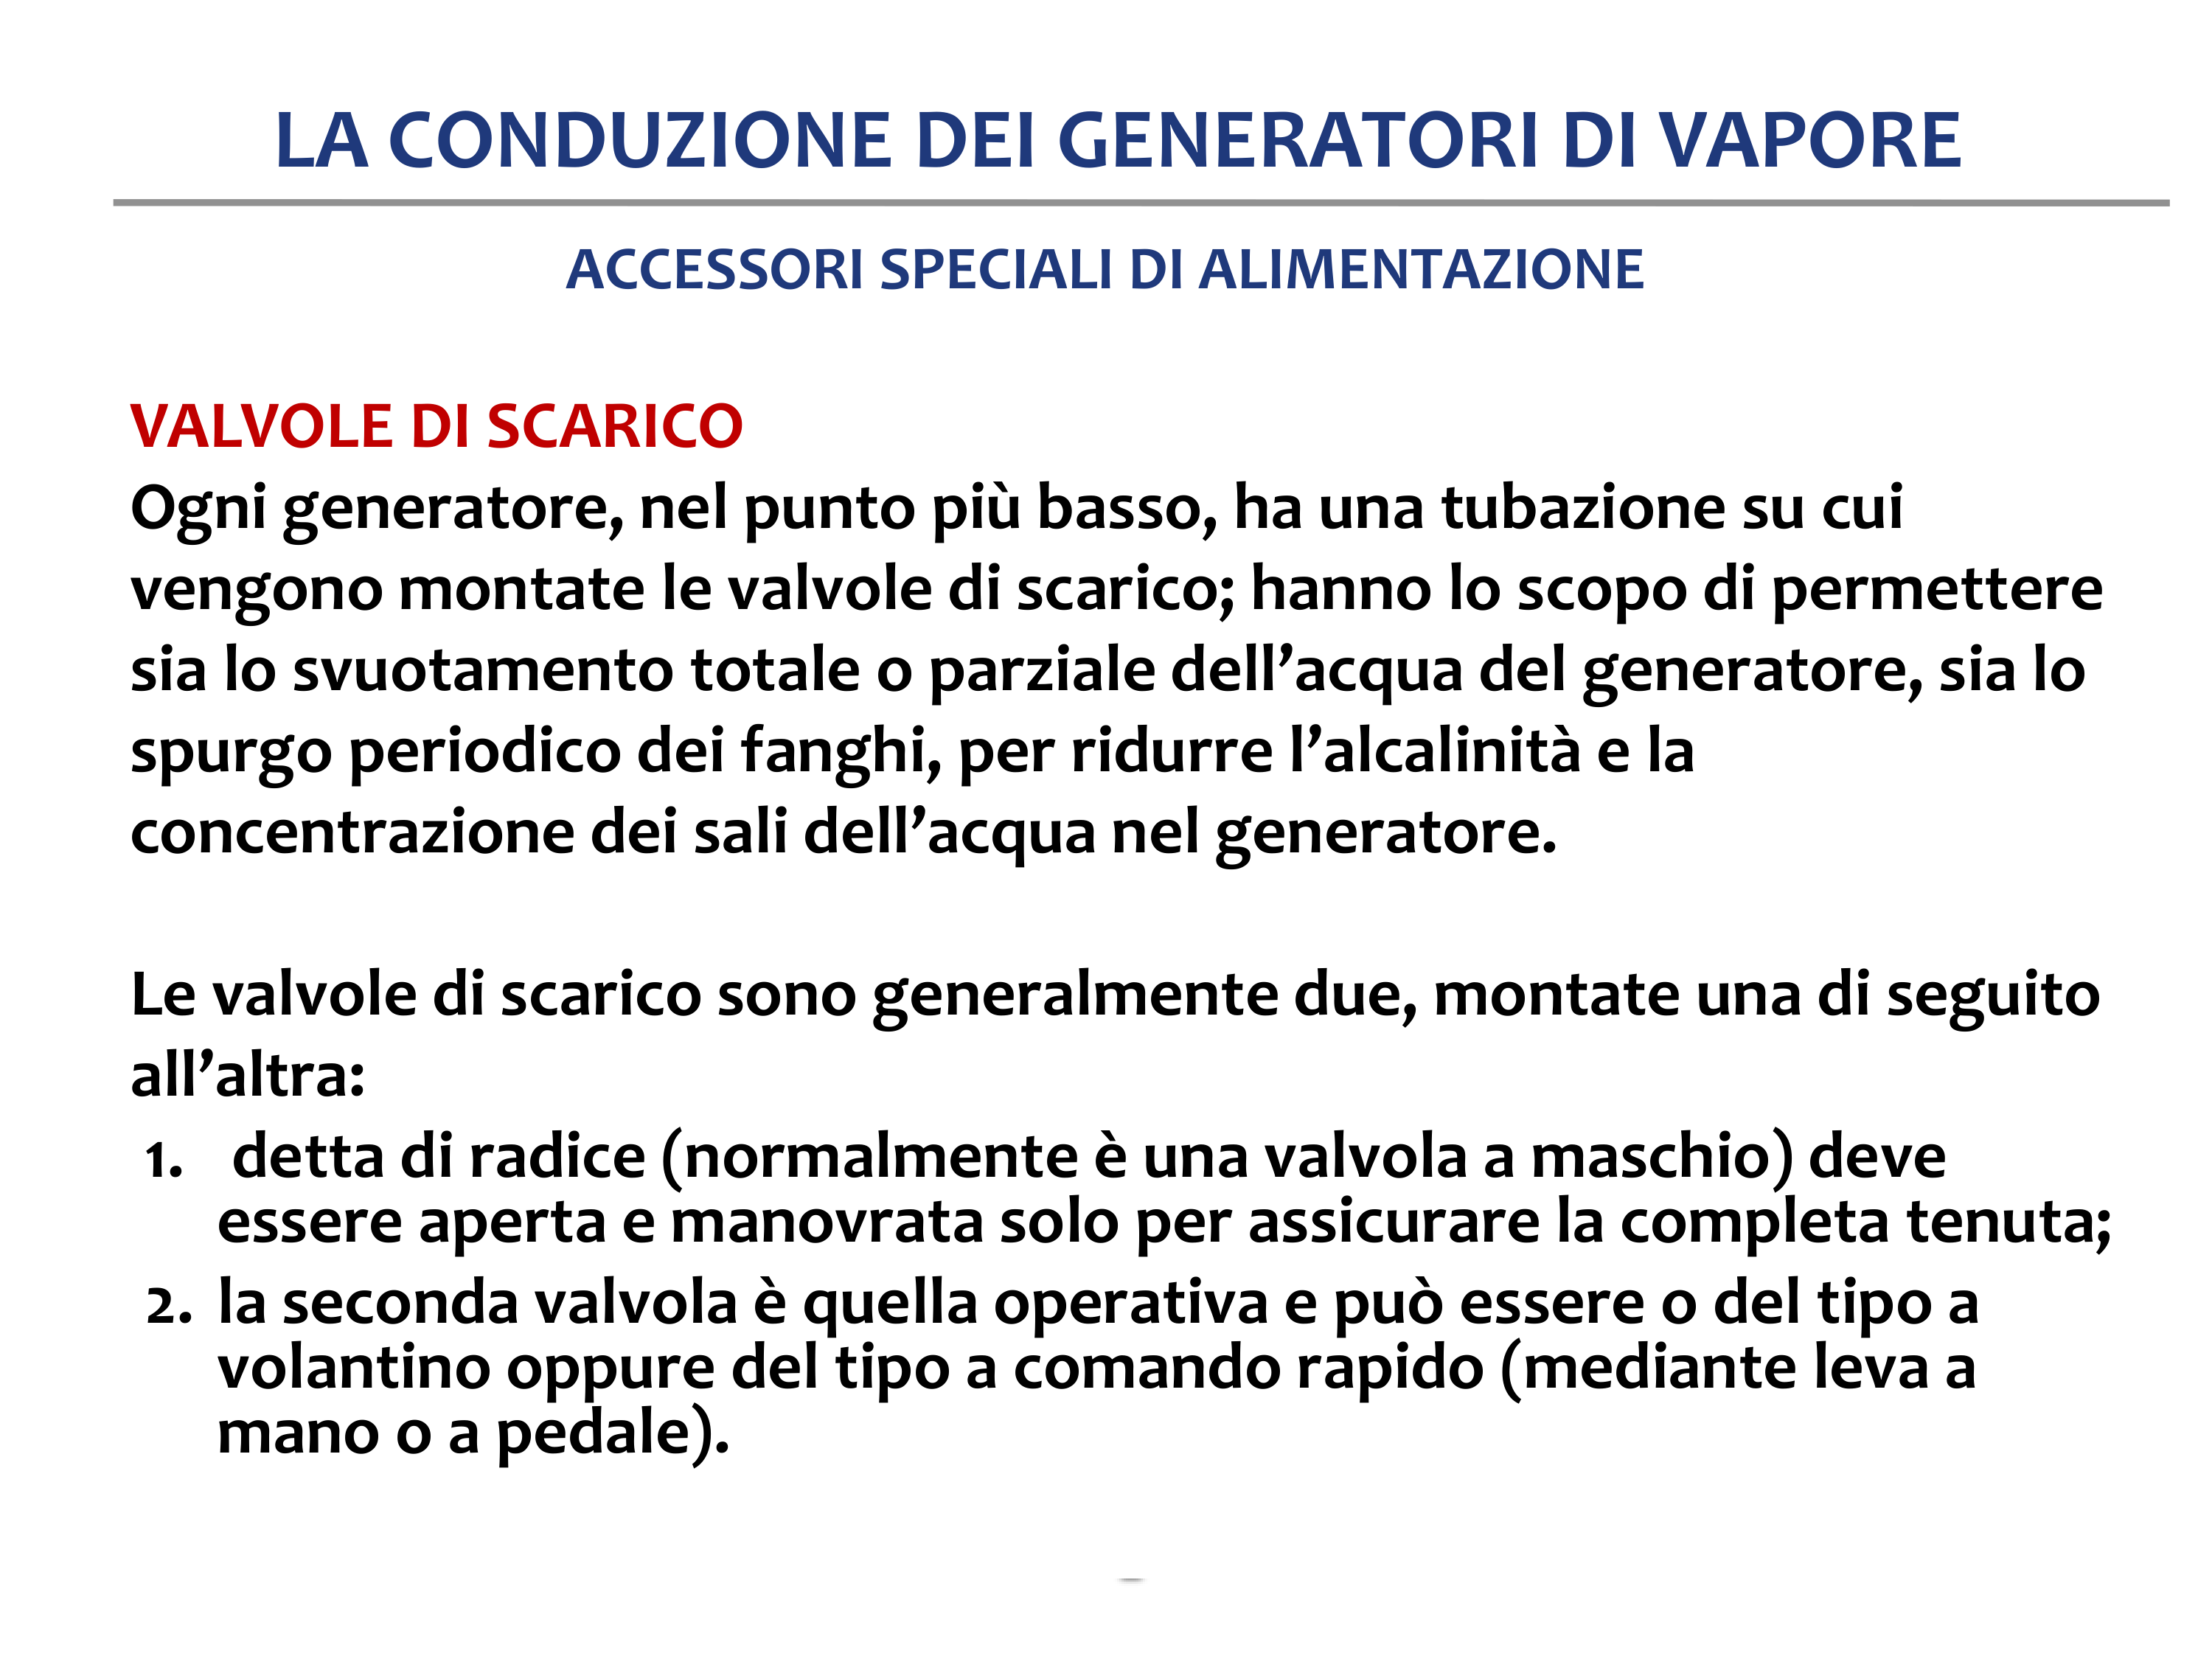 LA CONDUZIONE DEI GENERATORI DI VAPORE
ACCESSORI SPECIALI DI ALIMENTAZIONE
VALVOLE DI SCARICO
Ogni generatore, nel punto più basso, ha una tubazione su cui
vengono montate le valvole di scarico; hanno lo scopo di permettere
sia lo svuotamento totale o parziale dell’acqua del generatore, sia lo
spurgo periodico dei fanghi, per ridurre l’alcalinità e la
concentrazione dei sali dell’acqua nel generatore.
Le valvole di scarico sono generalmente due, montate una di seguito
all’altra:
1. detta di radice (normalmente è una valvola a maschio) deve
essere aperta e manovrata solo per assicurare la completa tenuta;
2. la seconda valvola è quella operativa e può essere o del tipo a
volantino oppure del tipo a comando rapido (mediante leva a
mano o a pedale).